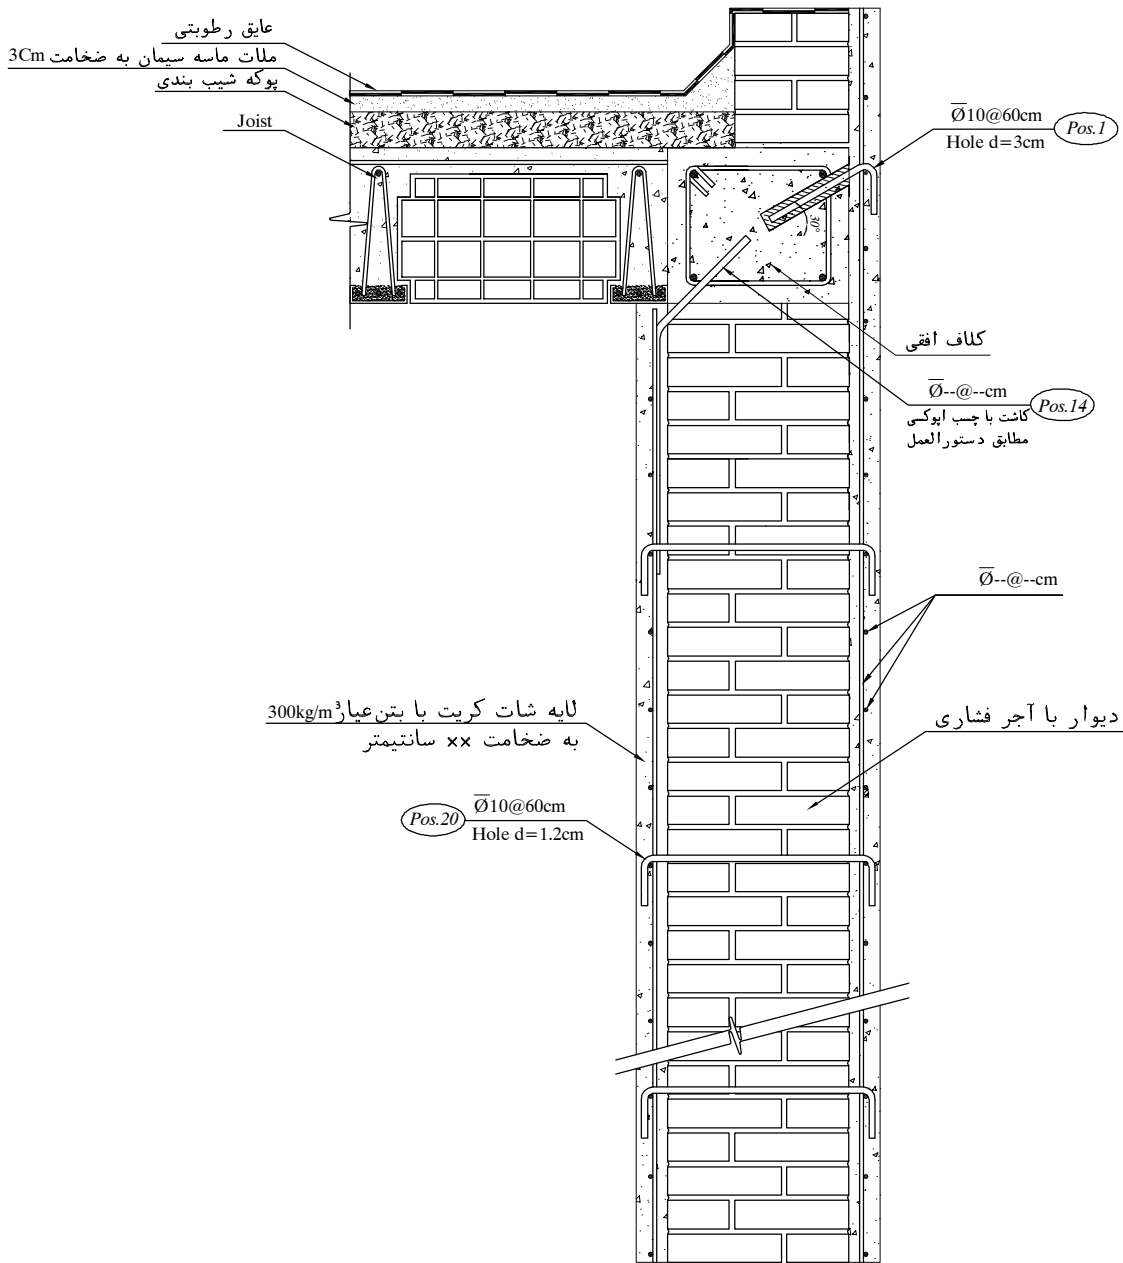 عایق رطوبتی
ملات ماسه سیمان به ضخامت 3Cm
پوکه شیب بندی
Joist
Ø10@60cm
Hole d=3cm
Pos.1
30°
کلاف افقی
Ø--@--cm
Pos.14
کاشت با چسب اپوکسی
مطابق دستورالعمل
Ø--@--cm
لایه شات کریت با بتن عیار 300kg/m³
به ضخامت xx سانتیمتر
دیوار با آجر فشاری
Pos.20
Ø10@60cm
Hole d=1.2cm